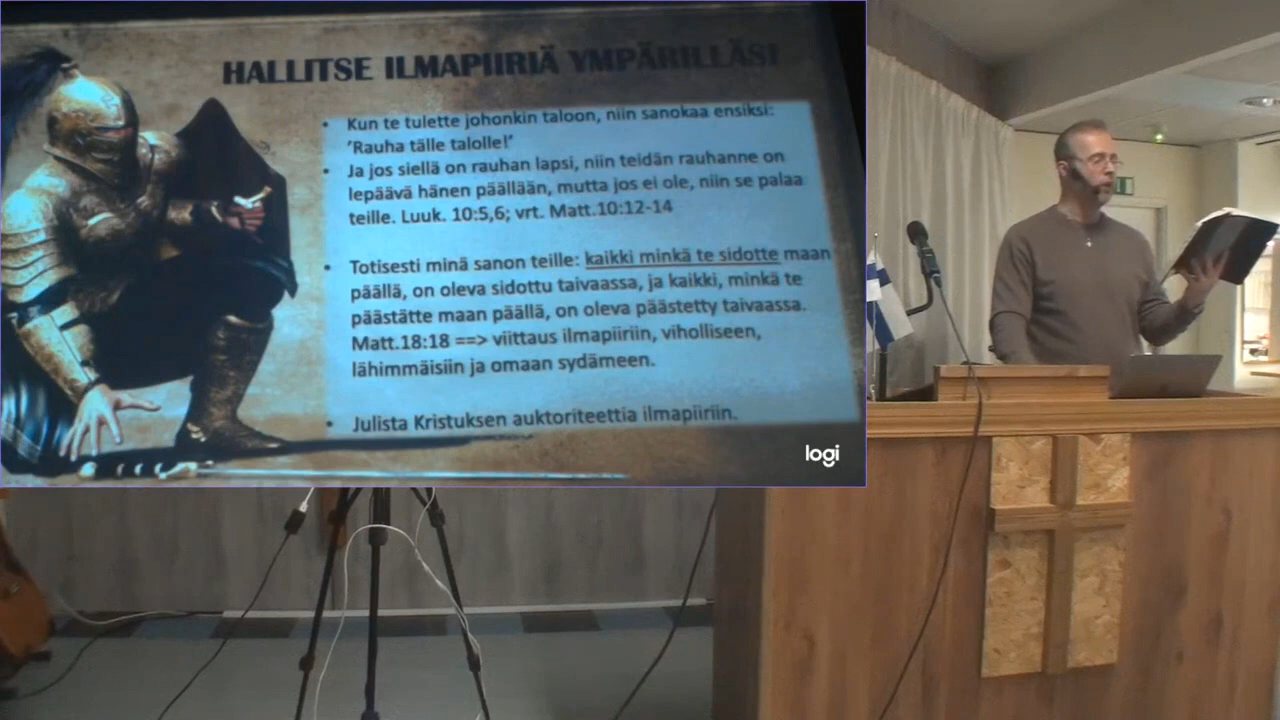 HALLITSE ILMAPIIRIÄ YMPÄRILLÄSI
• Kun te tulette johonkin taloon, niin sanokaa ensiksi:
'Rauha tälle talolle!'
• Ja jos siellä on rauhan lapsi, niin teidän rauhanne on
lepäävä hänen päällään, mutta jos ei ole, niin se palaa
teille. Luuk. 10:5,6; vrt. Matt.10:12-14
• Totisesti minä sanon teille: kaikki minkä te sidotte maan
päällä, on oleva sidottu taivaassa, ja kaikki, minkä te
päästätte maan päällä, on oleva päästetty taivaassa.
Matt.18:18 ==> viittaus ilmapiiriin, viholliseen,
lähimmäisiin ja omaan sydämeen.
• Julista Kristuksen auktoriteettia ilmapiiriin.
logi